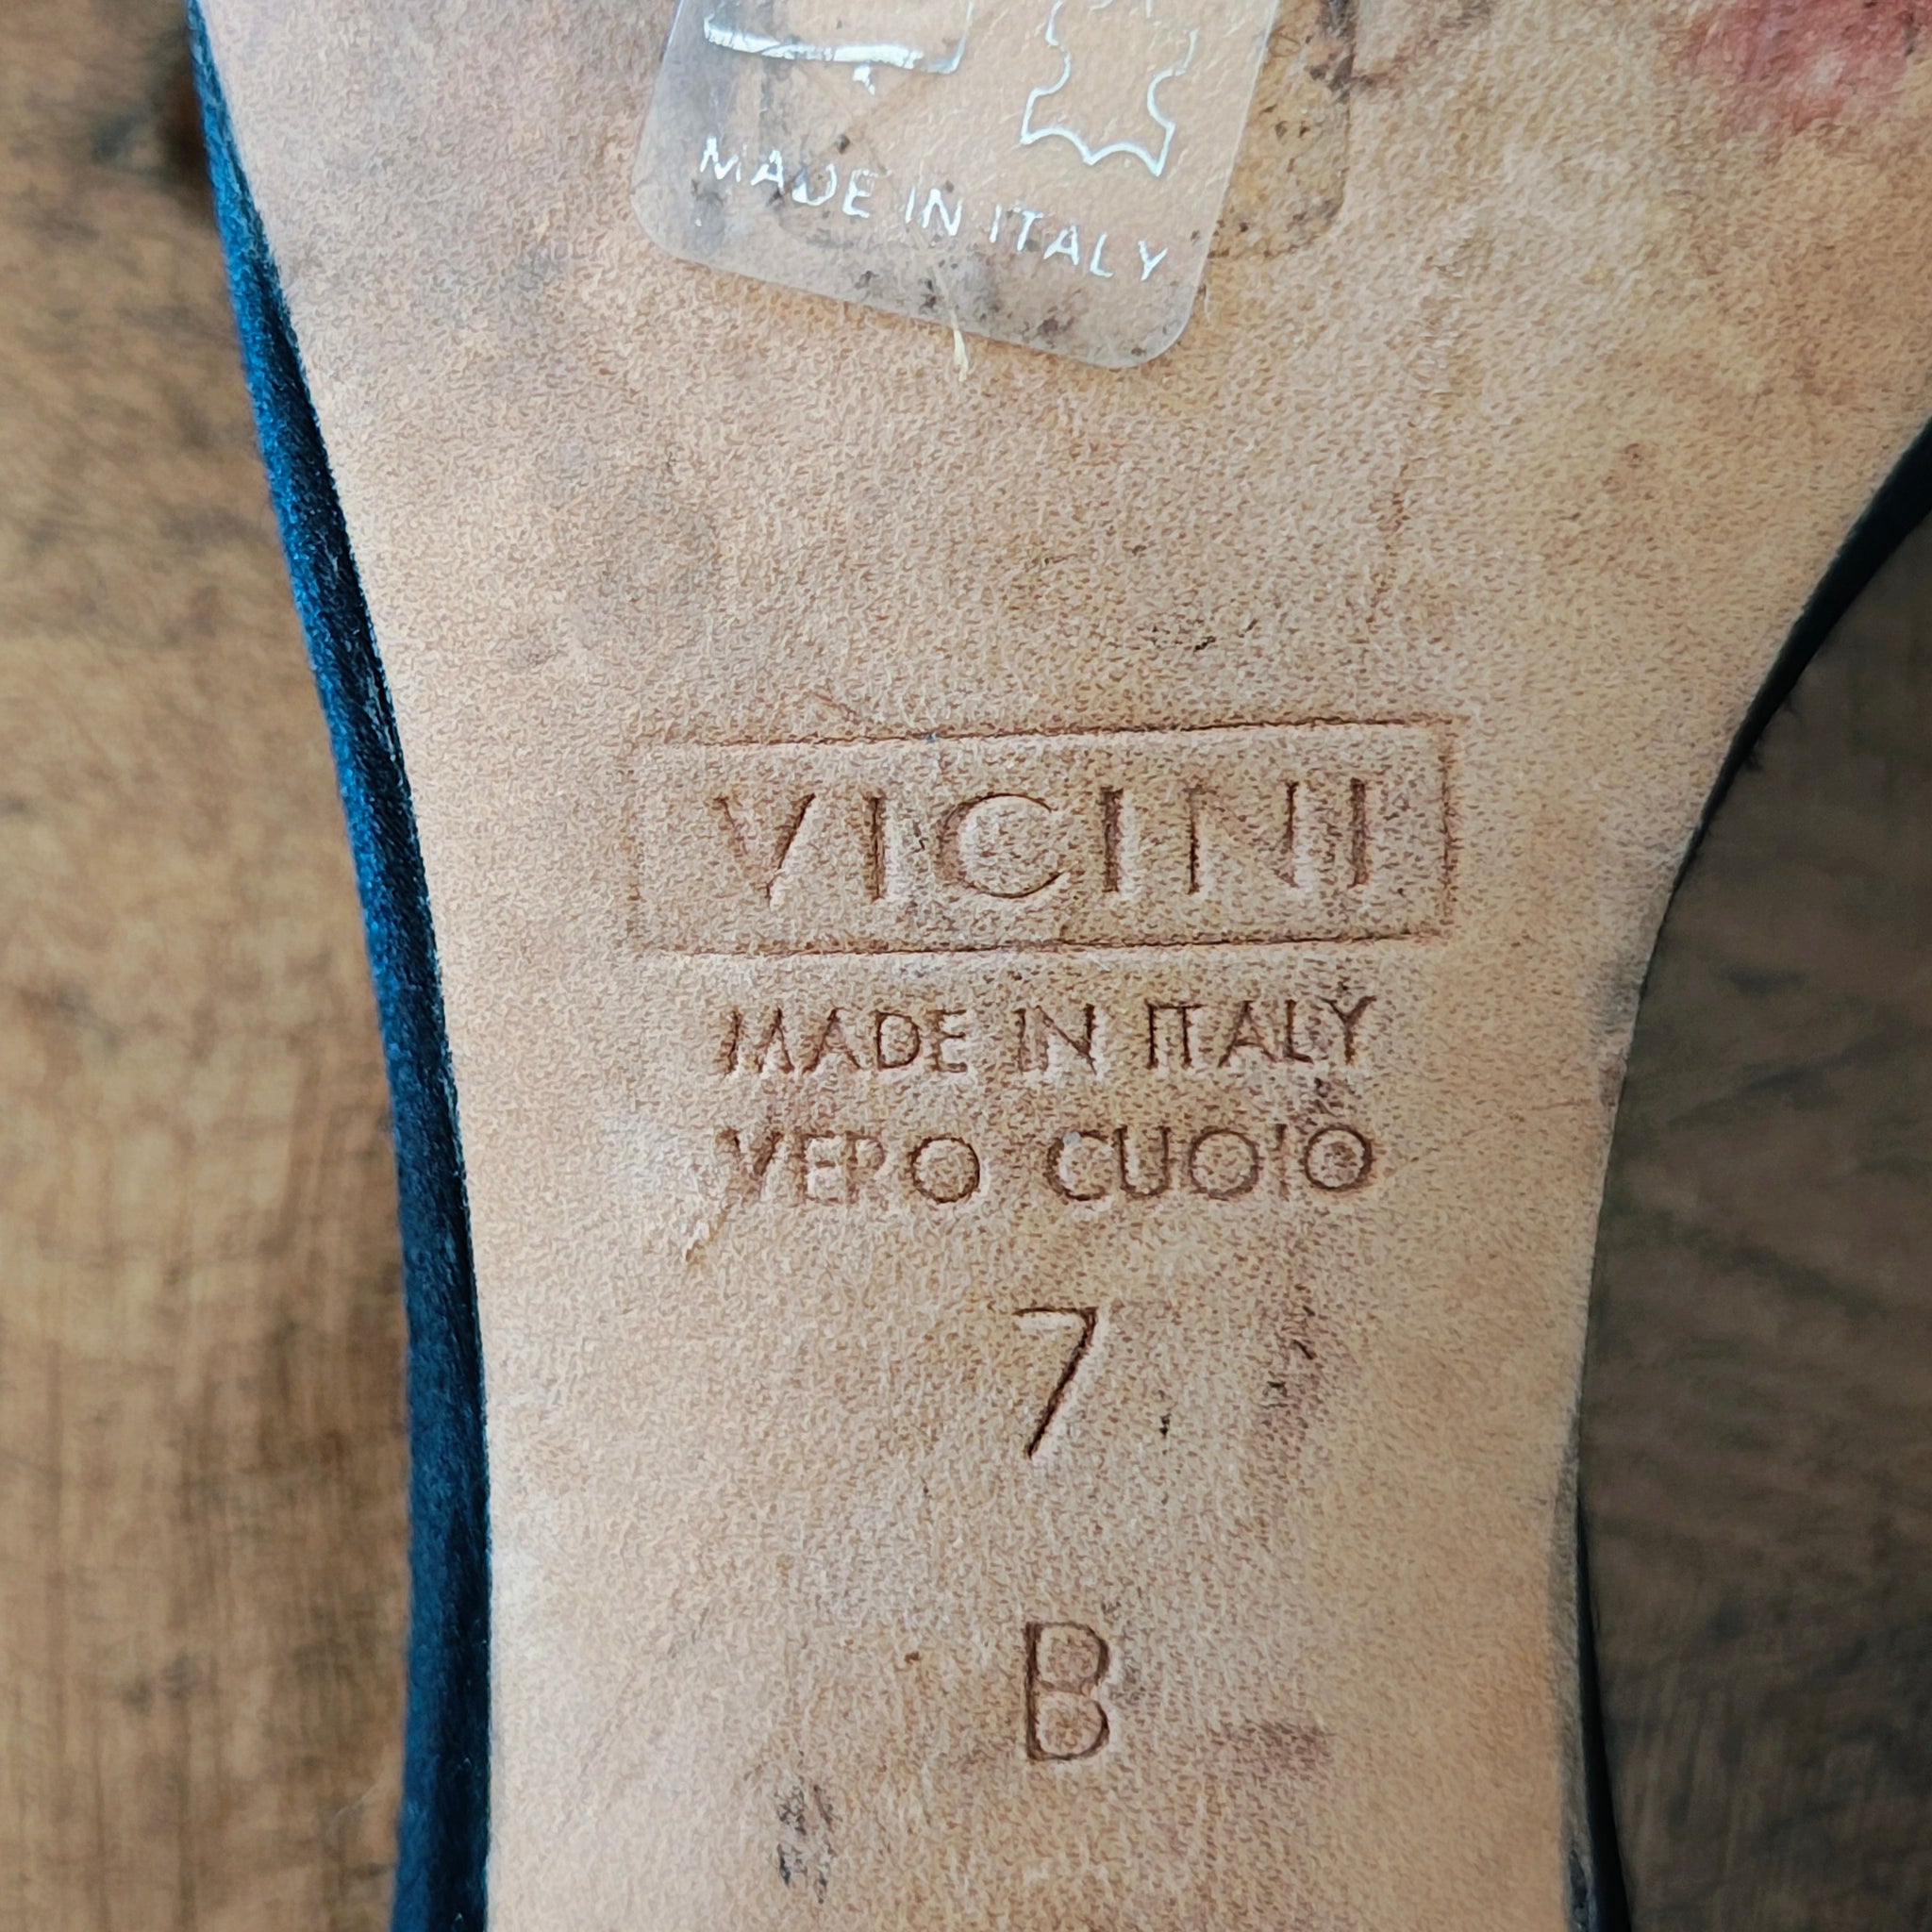 MADE IN ITALY
VICINI
MADE IN ITALY
VERO CUOIO
7
B